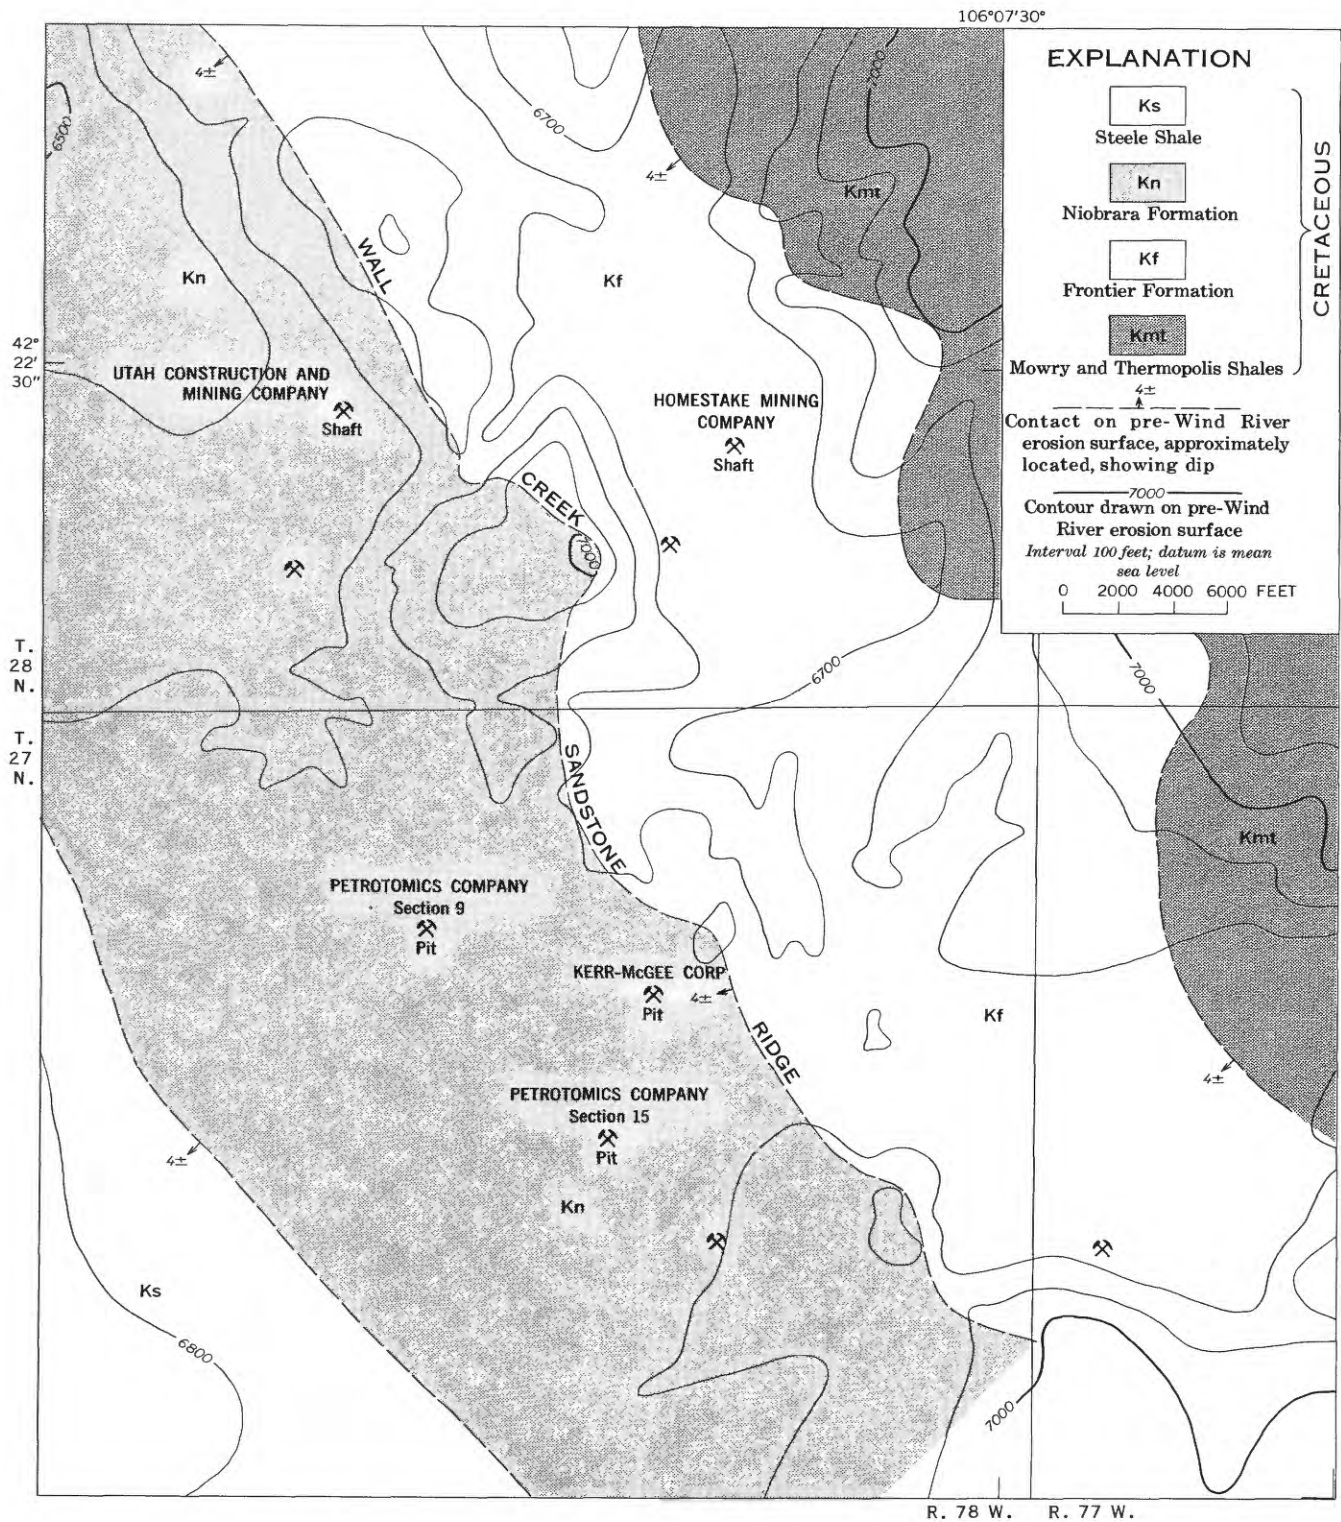 106°07'30"
EXPLANATION
Ks
Steele Shale
Kn
Niobrara Formation
Kf
Frontier Formation
Kmt
Mowry and Thermopolis Shales
CRETACEOUS
4±
Contact on pre-Wind River
erosion surface, approximately
located, showing dip
7000
Contour drawn on pre-Wind
River erosion surface
Interval 100 feet; datum is mean
sea level
0 2000 4000 6000 FEET
4±
6500
6700
7000
4±
Kmt
WALL
Kn
Kf
42°
22'
30"
UTAH CONSTRUCTION AND
MINING COMPANY
Shaft
HOMESTAKE MINING
COMPANY
Shaft
CREEK
7000
T.
28
N.
6700
7000
T.
27
N.
SANDSTONE
Kmt
PETROTOMICS COMPANY
Section 9
Pit
KERR-McGEE CORP
Pit
4±
Kf
RIDGE
4±
PETROTOMICS COMPANY
Section 15
Pit
4±
Kn
Ks
6800
7000
R. 78 W. R. 77 W.